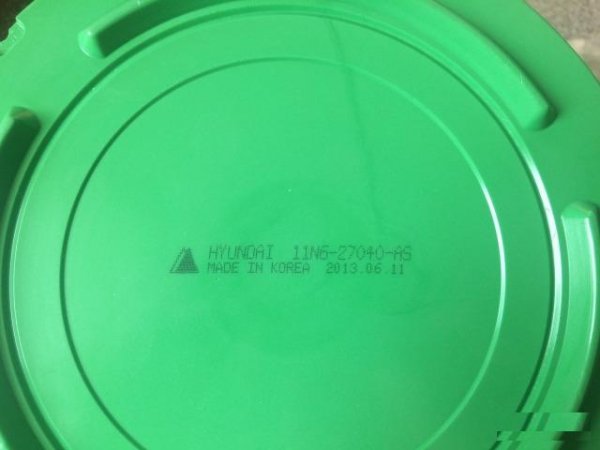 HYUNDAI 11N6-27040-AS
MADE IN KOREA 2013.06.11